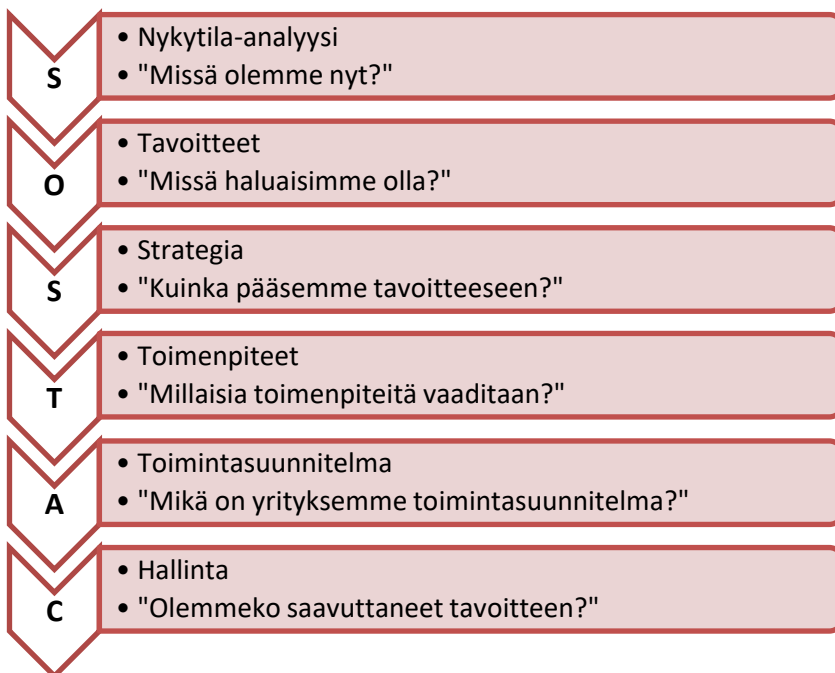 S
• Nykytila-analyysi
• "Missä olemme nyt?"
O
• Tavoitteet
• "Missä haluaisimme olla?"
S
• Strategia
• "Kuinka pääsemme tavoitteeseen?"
T
• Toimenpiteet
• "Millaisia toimenpiteitä vaaditaan?"
A
• Toimintasuunnitelma
• "Mikä on yrityksemme toimintasuunnitelma?"
C
• Hallinta
• "Olemmeko saavuttaneet tavoitteen?"